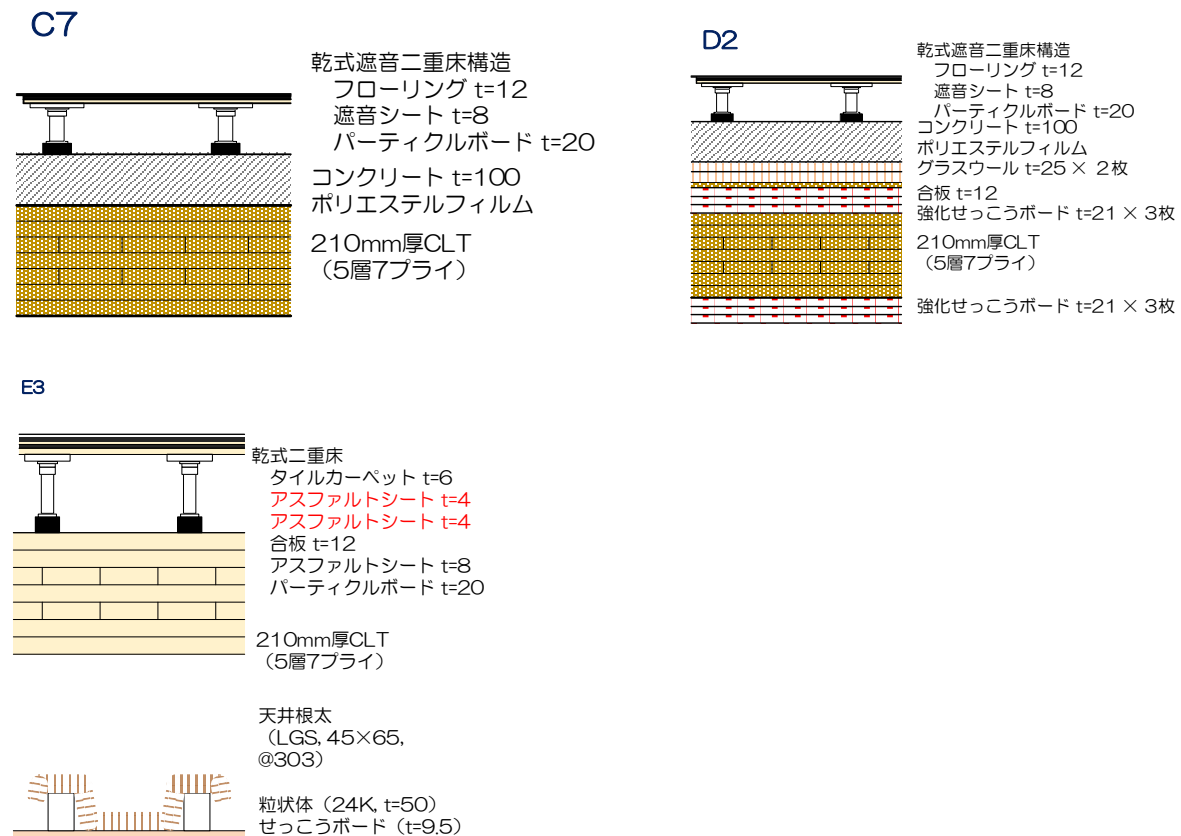 C7
乾式遮音二重床構造
フローリング t=12
遮音シート t=8
パーティクルボード t=20
コンクリート t=100
ポリエステルフィルム
210mm厚CLT
（5層7プライ）
D2
乾式遮音二重床構造
フローリング t=12
遮音シート t=8
パーティクルボード t=20
コンクリート t=100
ポリエステルフィルム
グラスウール t=25 × 2枚
合板 t=12
強化せっこうボード t=21 × 3枚
210mm厚CLT
（5層7プライ）
強化せっこうボード t=21 × 3枚
E3
乾式二重床
タイルカーペット t=6
アスファルトシート t=4
アスファルトシート t=4
合板 t=12
アスファルトシート t=8
パーティクルボード t=20
210mm厚CLT
（5層7プライ）
天井根太
（LGS, 45×65,
@303）
粒状体（24K, t=50）
せっこうボード（t=9.5）